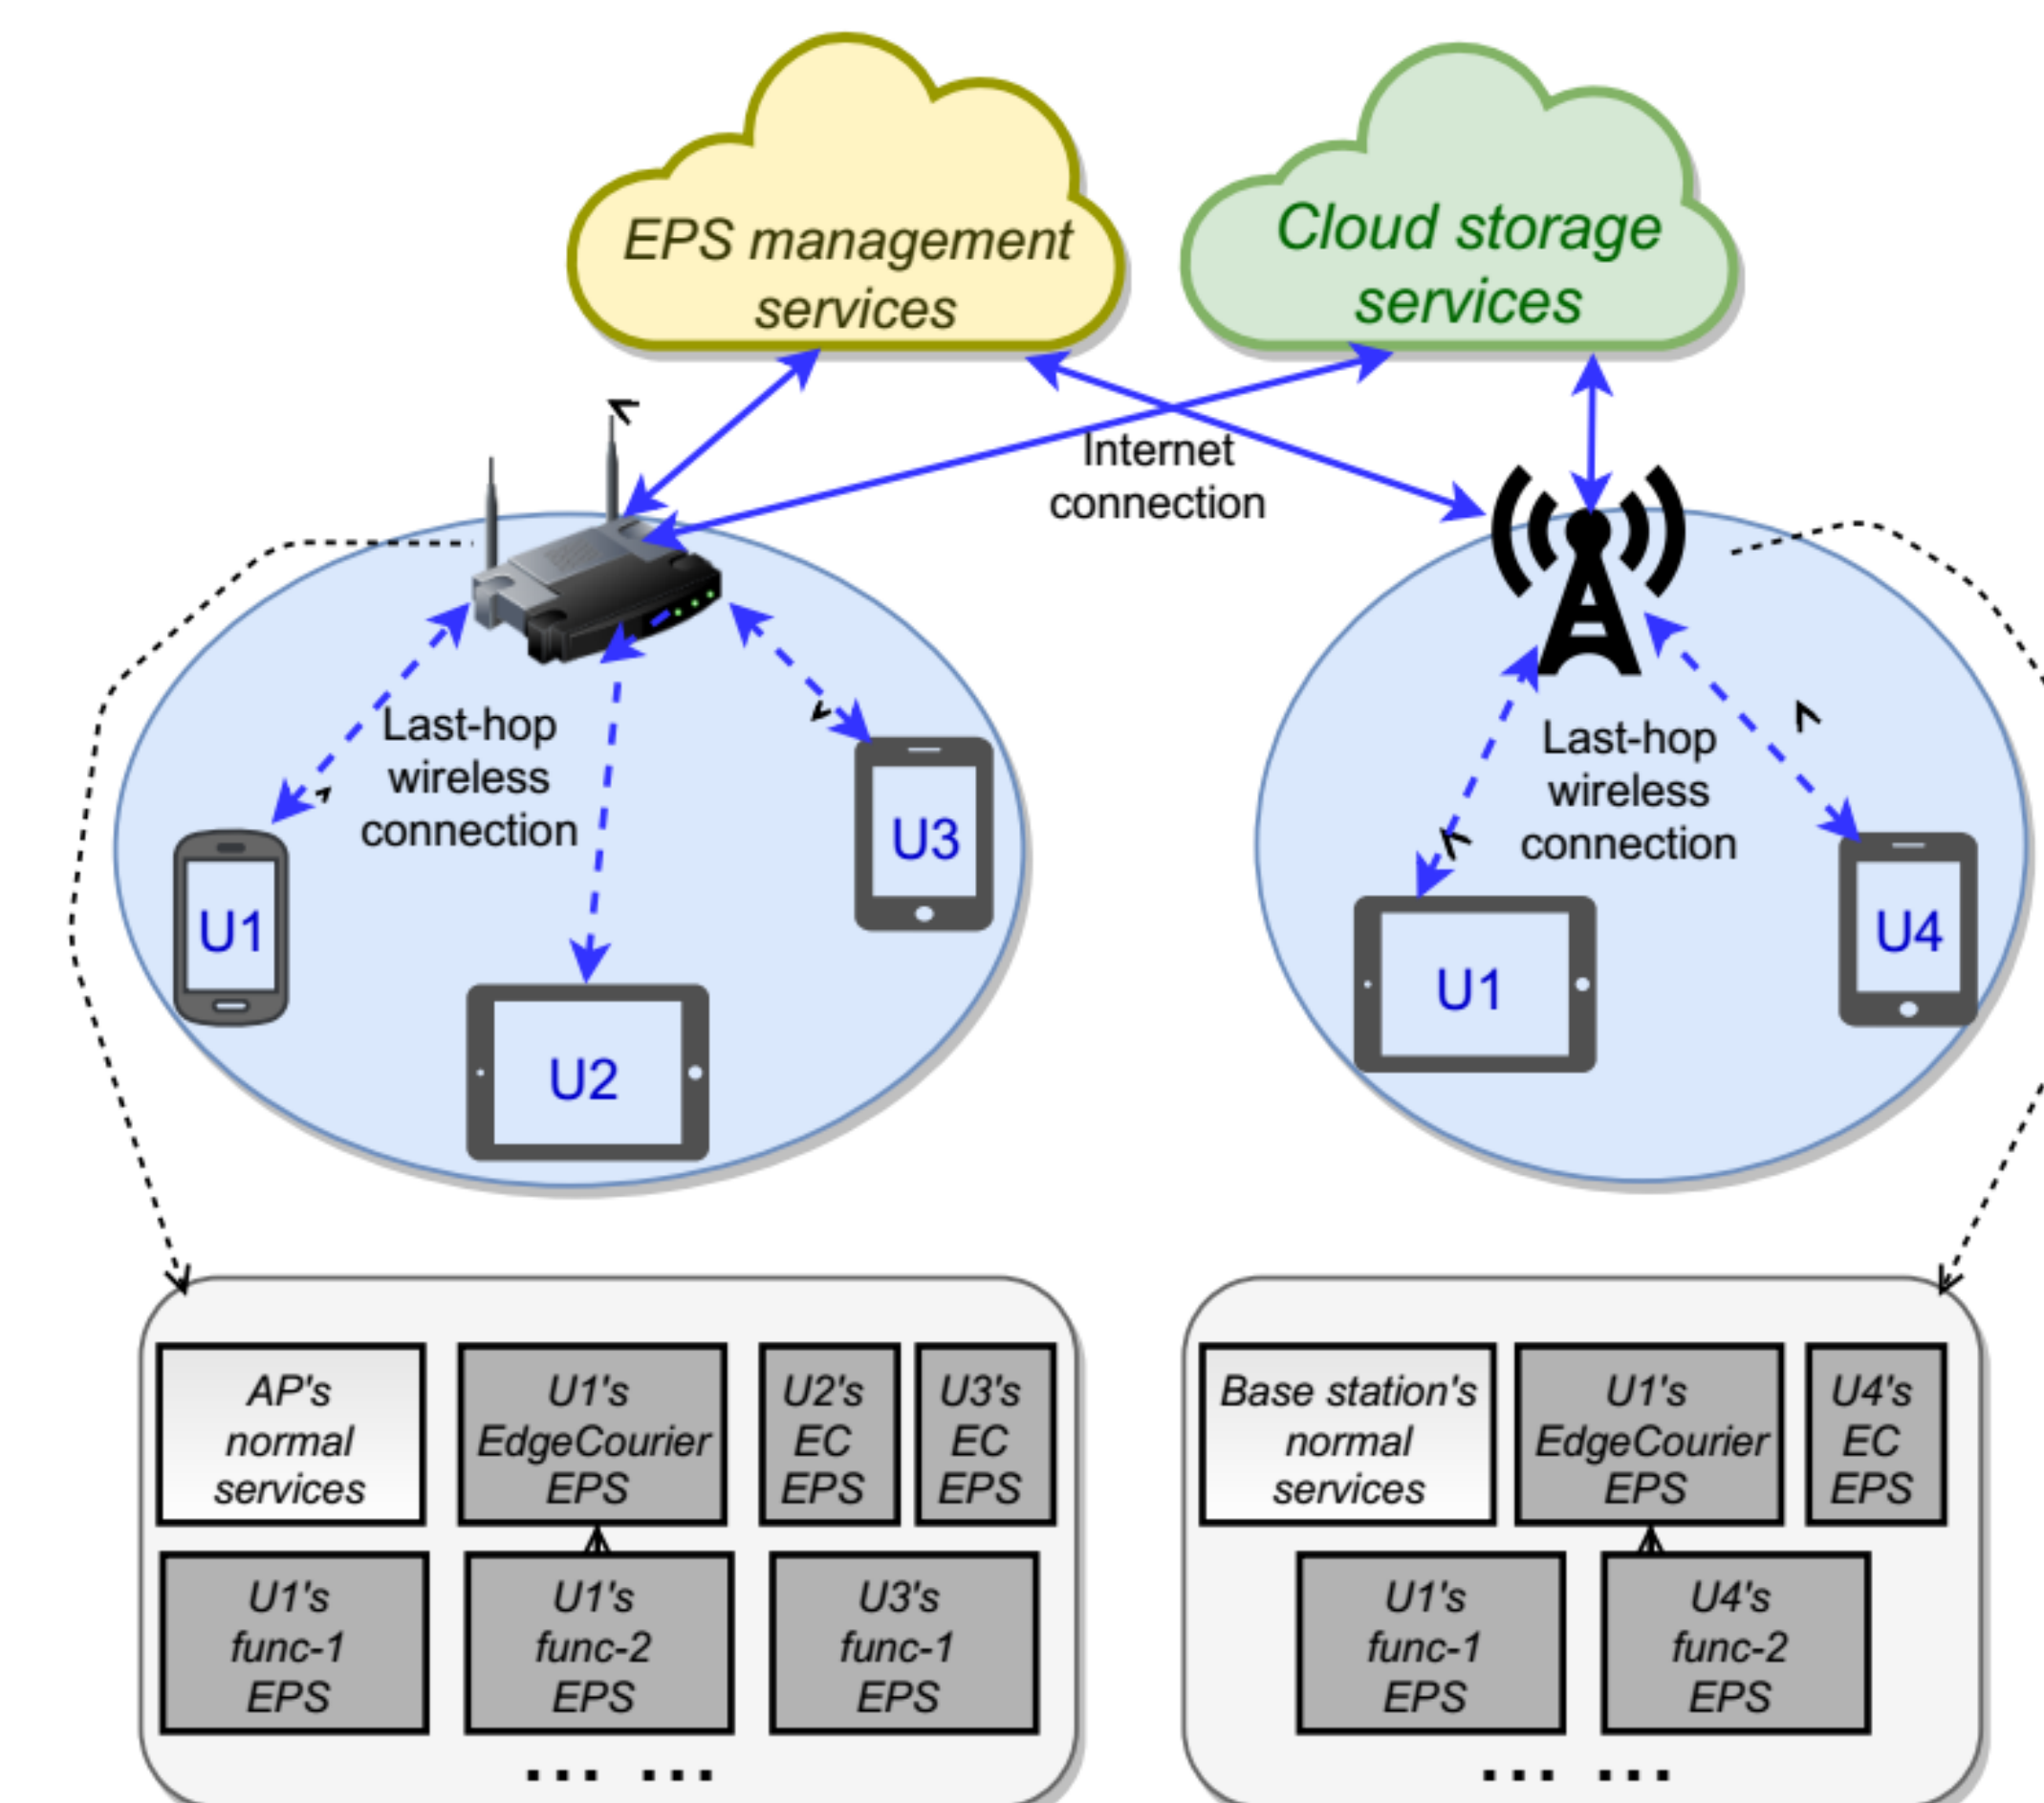 EPS management
services
Cloud storage
services
Internet
connection
Last-hop
wireless
connection
U1
U2
U3
Last-hop
wireless
connection
U1
U4
AP's
normal
services
U1's
EdgeCourier
EPS
U2's
EC
EPS
U3's
EC
EPS
U1's
func-1
EPS
U1's
func-2
EPS
U3's
func-1
EPS
... ...
Base station's
normal
services
U1's
EdgeCourier
EPS
U4's
EC
EPS
U1's
func-1
EPS
U4's
func-2
EPS
... ...